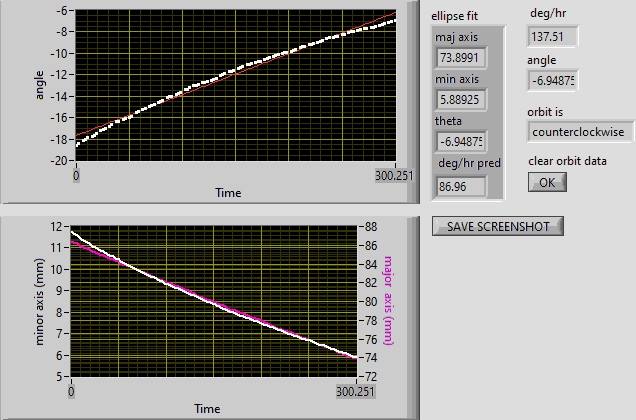 -6
-8
-10
-12
-14
-16
-18
-20
angle
0
300.251
Time
ellipse fit
maj axis
73.8991
min axis
5.88925
theta
-6.94875
deg/hr pred
86.96
deg/hr
137.51
angle
-6.94875
orbit is
counterclockwise
clear orbit data
OK
SAVE SCREENSHOT
12
11
10
9
8
7
6
5
minor axis (mm)
88
86
84
82
80
78
76
74
72
major axis (mm)
0
300.251
Time